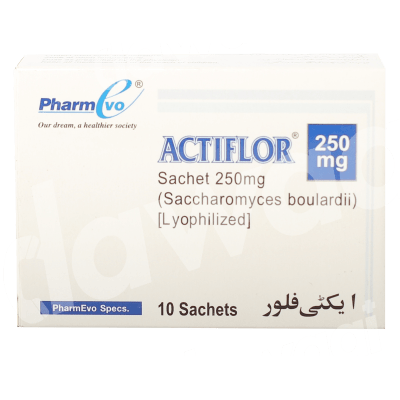 PharmEvo®
Our dream, a healthier society
ACTIFLOR®
250 mg
Sachet 250mg
(Saccharomyces boulardii)
[Lyophilized]
PharmEvo Specs.
10 Sachets
ایکٹی فلور